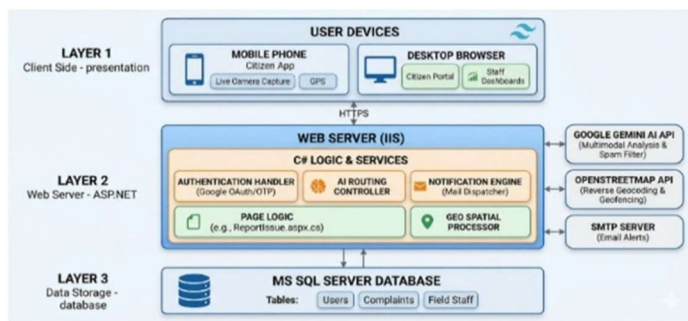 USER DEVICES
LAYER 1
Client Side - presentation
MOBILE PHONE
Citizen App
Live Camera Capture
GPS
DESKTOP BROWSER
Citizen Portal
Staff
Dashboards
HTTPS
LAYER 2
Web Server - ASP.NET
WEB SERVER (IIS)
C# LOGIC & SERVICES
AUTHENTICATION HANDLER
(Google OAuth/OTP)
AI ROUTING
CONTROLLER
NOTIFICATION ENGINE
(Mail Dispatcher)
PAGE LOGIC
(e.g., ReportIssue.aspx.cs)
GEO SPATIAL
PROCESSOR
GOOGLE GEMINI AI API
(Multimodal Analysis &
Spam Filter)
OPENSTREETMAP API
(Reverse Geocoding &
Geofencing)
SMTP SERVER
(Email Alerts)
LAYER 3
Data Storage -
database
MS SQL SERVER DATABASE
Tables: Users Complaints Field Staff